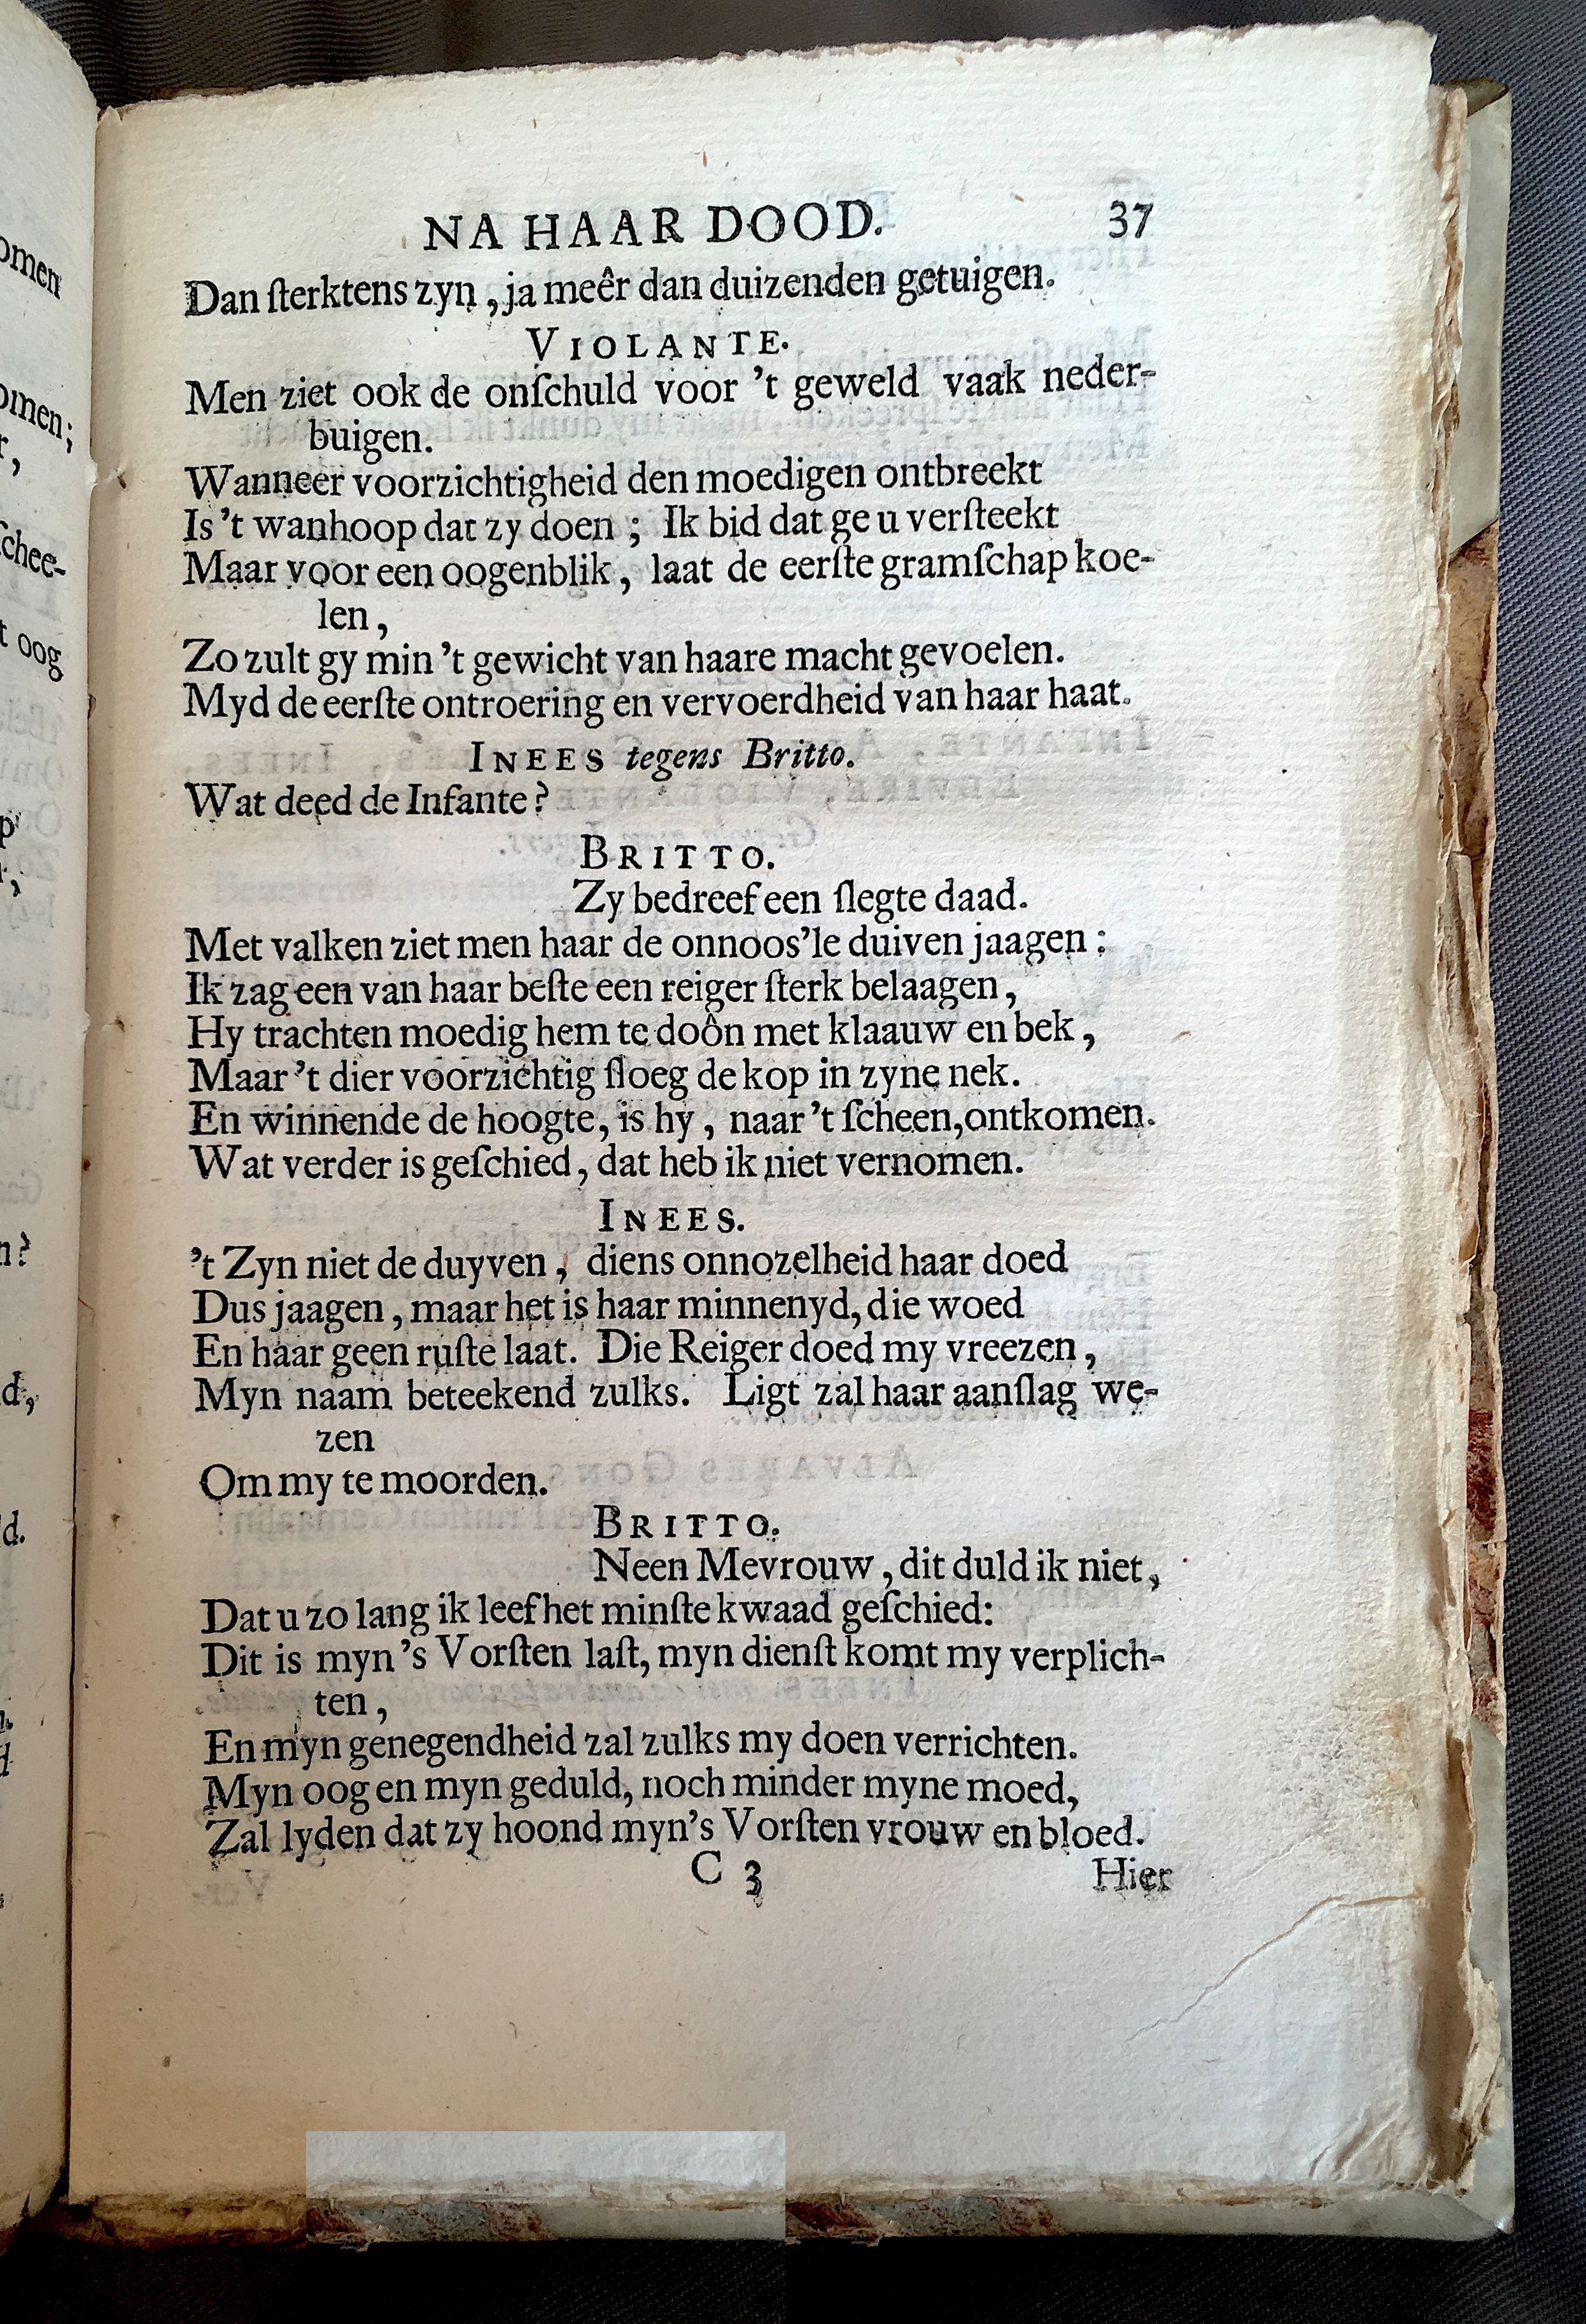 NA HAAR DOOD. 37
Dan ſterktens zyn, ja meêr dan duizenden getuigen.
VIOLANTE.
Men ziet ook de onſchuld voor 't geweld vaak neder-
buigen.
Wanneer voorzichtigheid den moedigen ontbreekt
Is 't wanhoop dat zy doen; Ik bid dat ge u verſteekt
Maar voor een oogenblik, laat de eerſte gramſchap koe-
len,
Zo zult gy min 't gewicht van haare macht gevoelen.
Myd de eerſte ontroering en vervoerdheid van haar haat.
INEES tegens Britto.
Wat deed de Infante?
BRITTO.
Zy bedreef een ſlegte daad.
Met valken ziet men haar de onnoos'le duiven jaagen:
Ik zag een van haar beſte een reiger ſterk belaagen,
Hy trachten moedig hem te doôn met klaauw en bek,
Maar 't dier voorzichtig ſloeg de kop in zyne nek.
En winnende de hoogte, is hy, naar 't ſcheen, ontkomen.
Wat verder is geſchied, dat heb ik niet vernomen.
INEES.
't Zyn niet de duyven, diens onnozelheid haar doed
Dus jaagen, maar het is haar minnenyd, die woed
En haar geen ruſte laat. Die Reiger doed my vreezen,
Myn naam beteekend zulks. Ligt zal haar aanſlag we-
zen
Om my te moorden.
BRITTO.
Neen Mevrouw, dit duld ik niet,
Dat u zo lang ik leef het minſte kwaad geſchied:
Dit is myn 's Vorſten laſt, myn dienſt komt my verplich-
ten,
En myn genegendheid zal zulks my doen verrichten.
Myn oog en myn geduld, noch minder myne moed,
Zal lyden dat zy hoond myn's Vorſten vrouw en bloed.
C 3 Hier